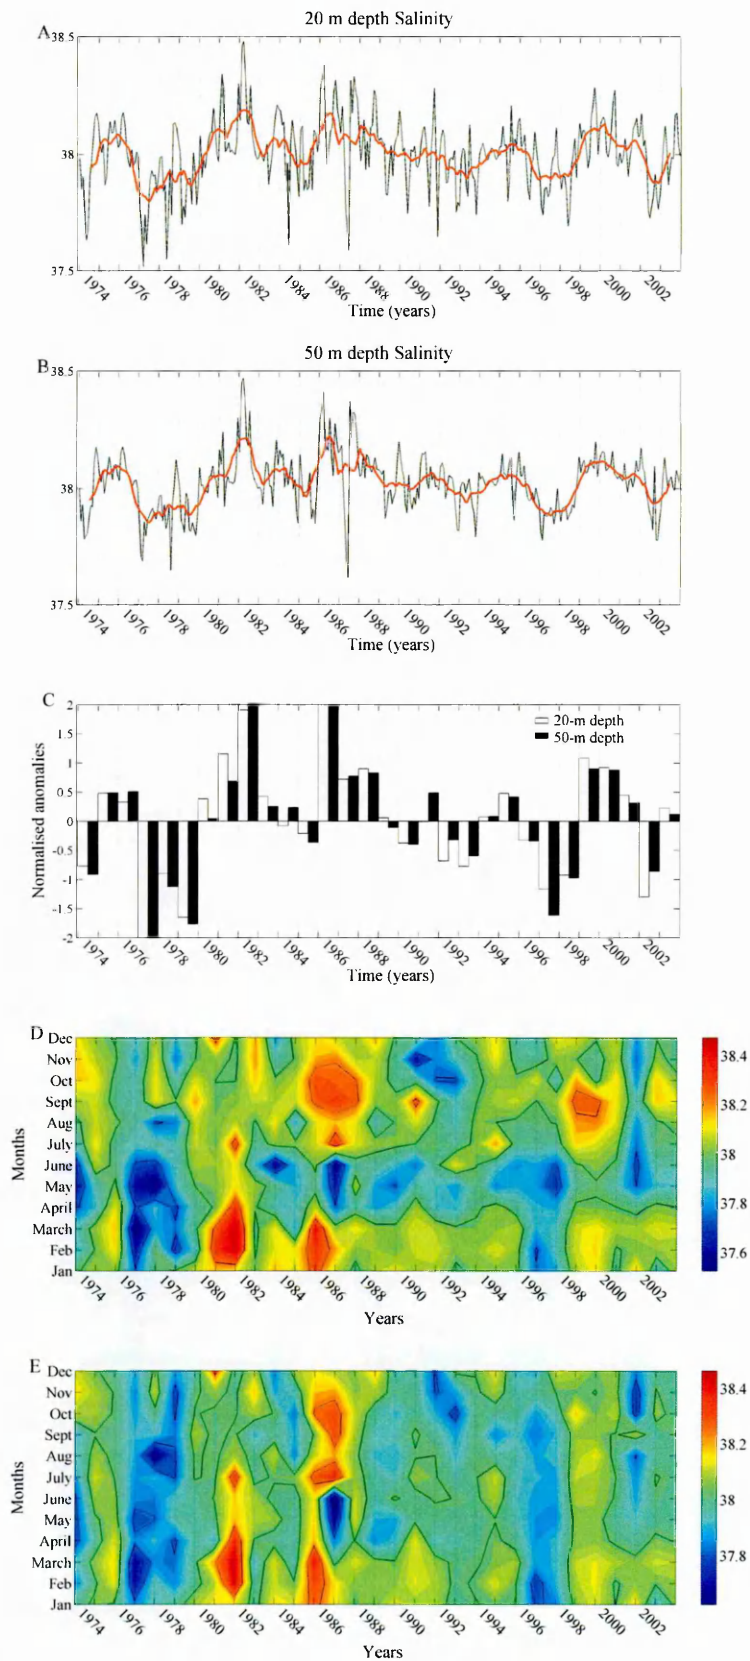 20 m depth Salinity
A
38.5
38
37.5
1974 1976 1978 1980 1982 1984 1986 1988 1990 1992 1994 1996 1998 2000 2002
Time (years)
50 m depth Salinity
B
38.5
38
37.5
1974 1976 1978 1980 1982 1984 1986 1988 1990 1992 1994 1996 1998 2000 2002
Time (years)
C
Normalised anomalies
2
1.5
1
0.5
0
-0.5
-1
-1.5
-2
20-m depth
50-m depth
1974 1976 1978 1980 1982 1984 1986 1988 1990 1992 1994 1996 1998 2000 2002
Time (years)
D
Months
Dec
Nov
Oct
Sept
Aug
July
June
May
April
March
Feb
Jan
38.4
38.2
38
37.8
37.6
1974 1976 1978 1980 1982 1984 1986 1988 1990 1992 1994 1996 1998 2000 2002
Years
E
Months
Dec
Nov
Oct
Sept
Aug
July
June
May
April
March
Feb
Jan
38.4
38.2
38
37.8
1974 1976 1978 1980 1982 1984 1986 1988 1990 1992 1994 1996 1998 2000 2002
Years